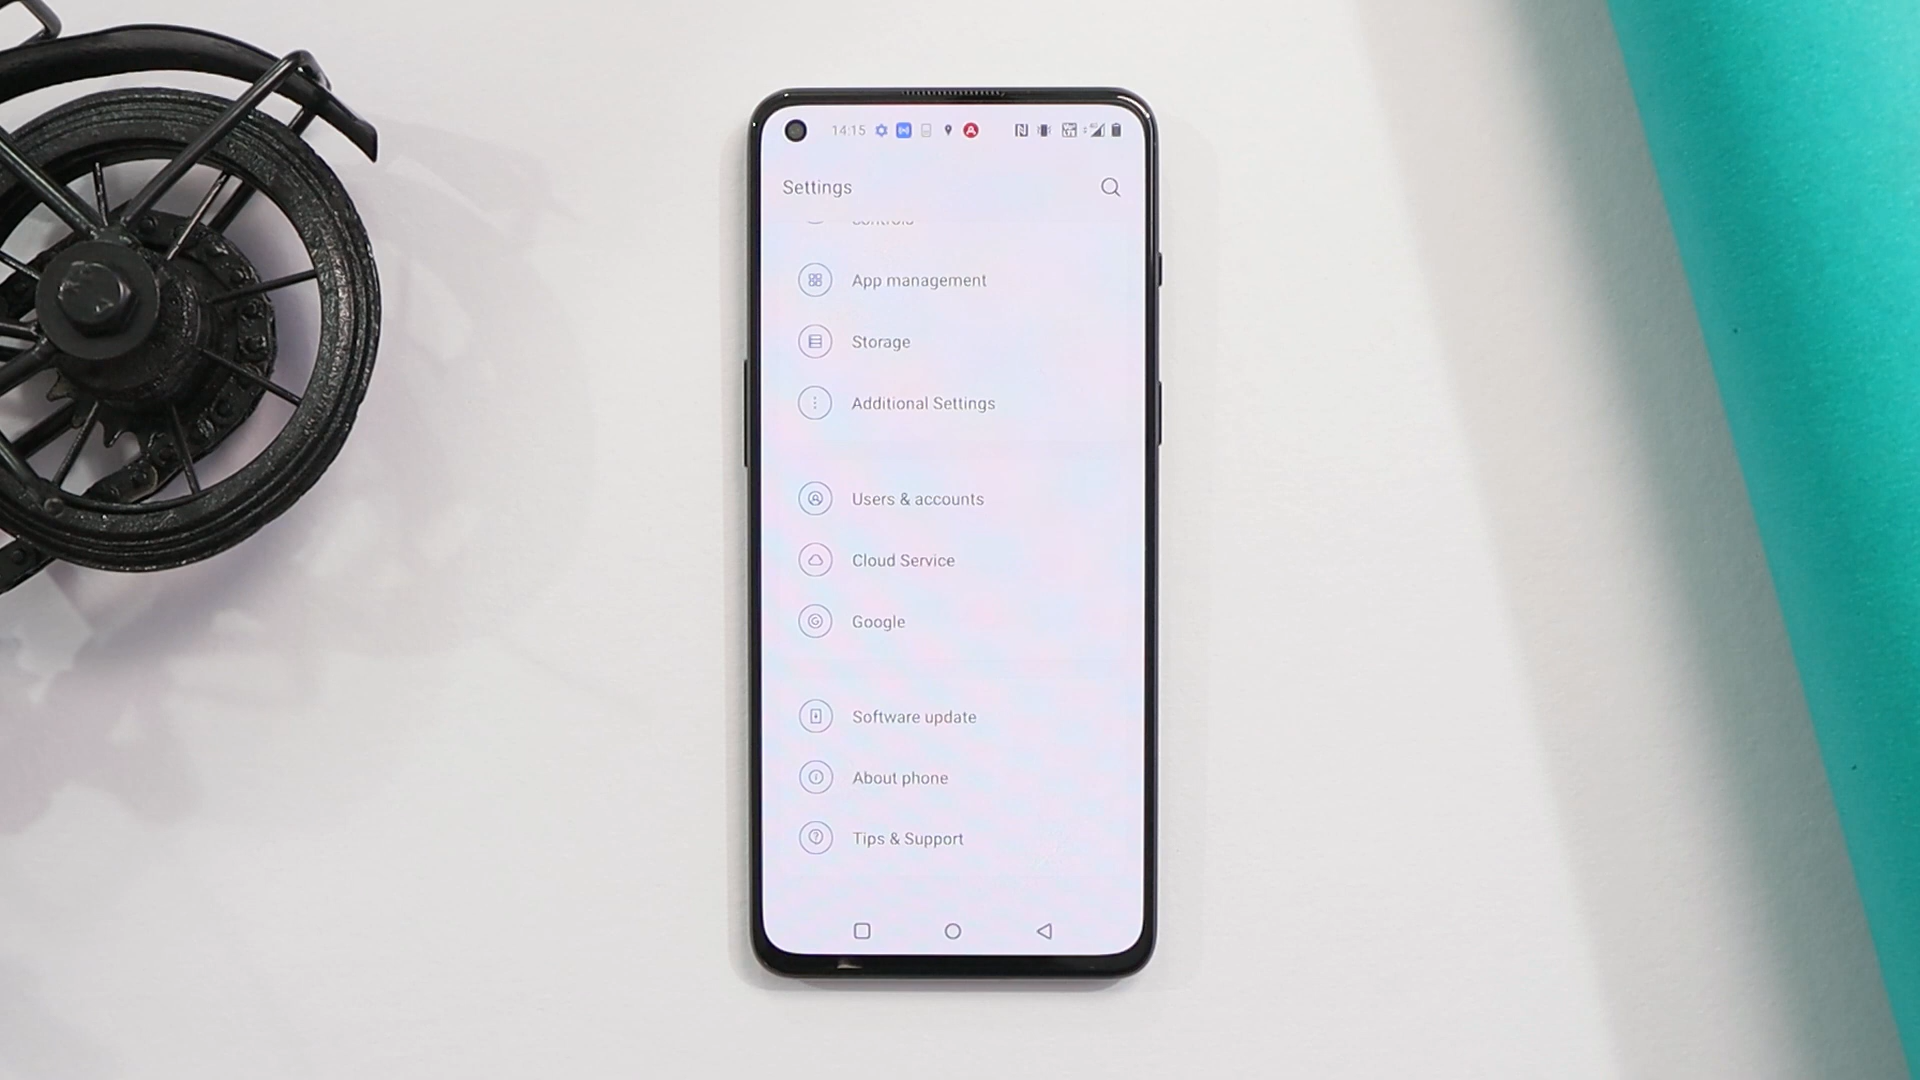 14:15
Settings
App management
Storage
Additional Settings
Users & accounts
Cloud Service
Google
Software update
About phone
Tips & Support